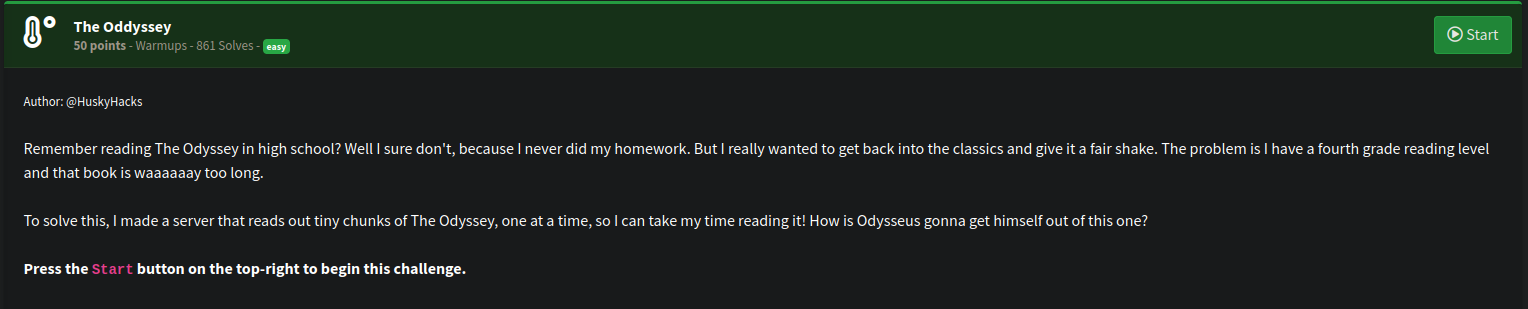 The Oddyssey
50 points - Warmups - 861 Solves - easy
Start
Author: @HuskyHacks
Remember reading The Odyssey in high school? Well I sure don't, because I never did my homework. But I really wanted to get back into the classics and give it a fair shake. The problem is I have a fourth grade reading level
and that book is waaaaaay too long.
To solve this, I made a server that reads out tiny chunks of The Odyssey, one at a time, so I can take my time reading it! How is Odysseus gonna get himself out of this one?
Press the Start button on the top-right to begin this challenge.